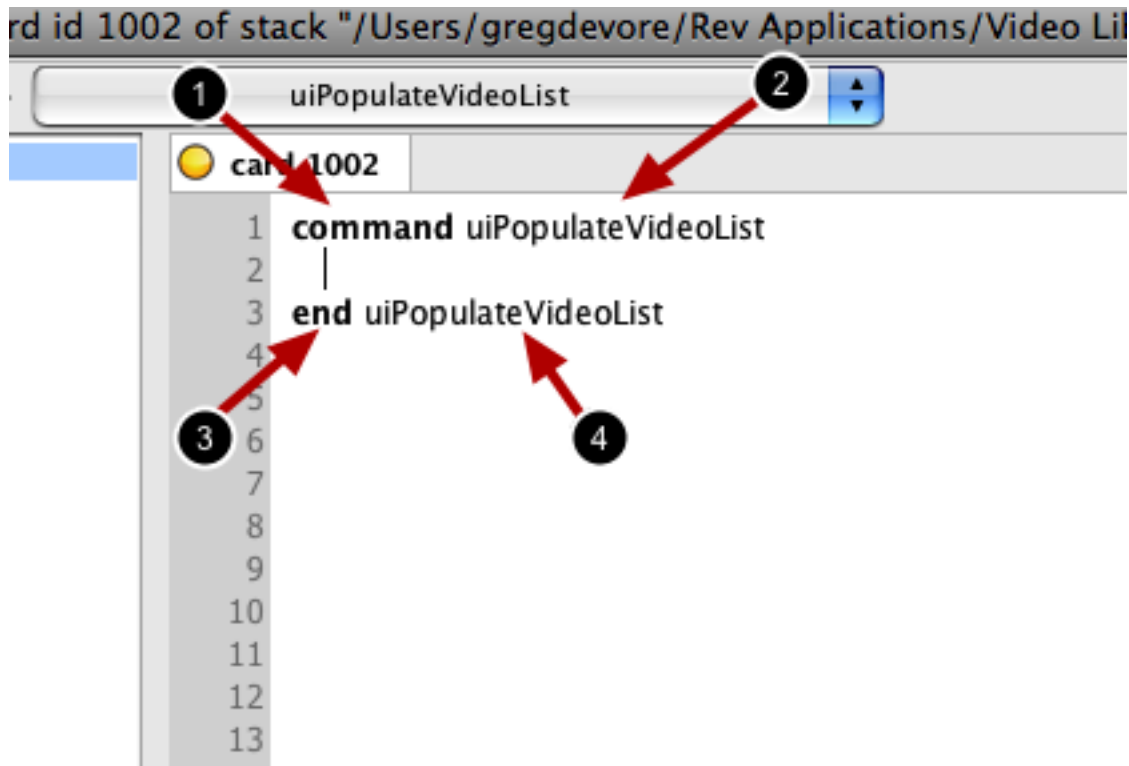 rd id 1002 of stack "/Users/gregdevore/Rev Applications/Video Lil
1 uiPopulateVideoList 2
card 1002
1 command uiPopulateVideoList
2
3 end uiPopulateVideoList
4
5
3 6 4
7
8
9
10
11
12
13